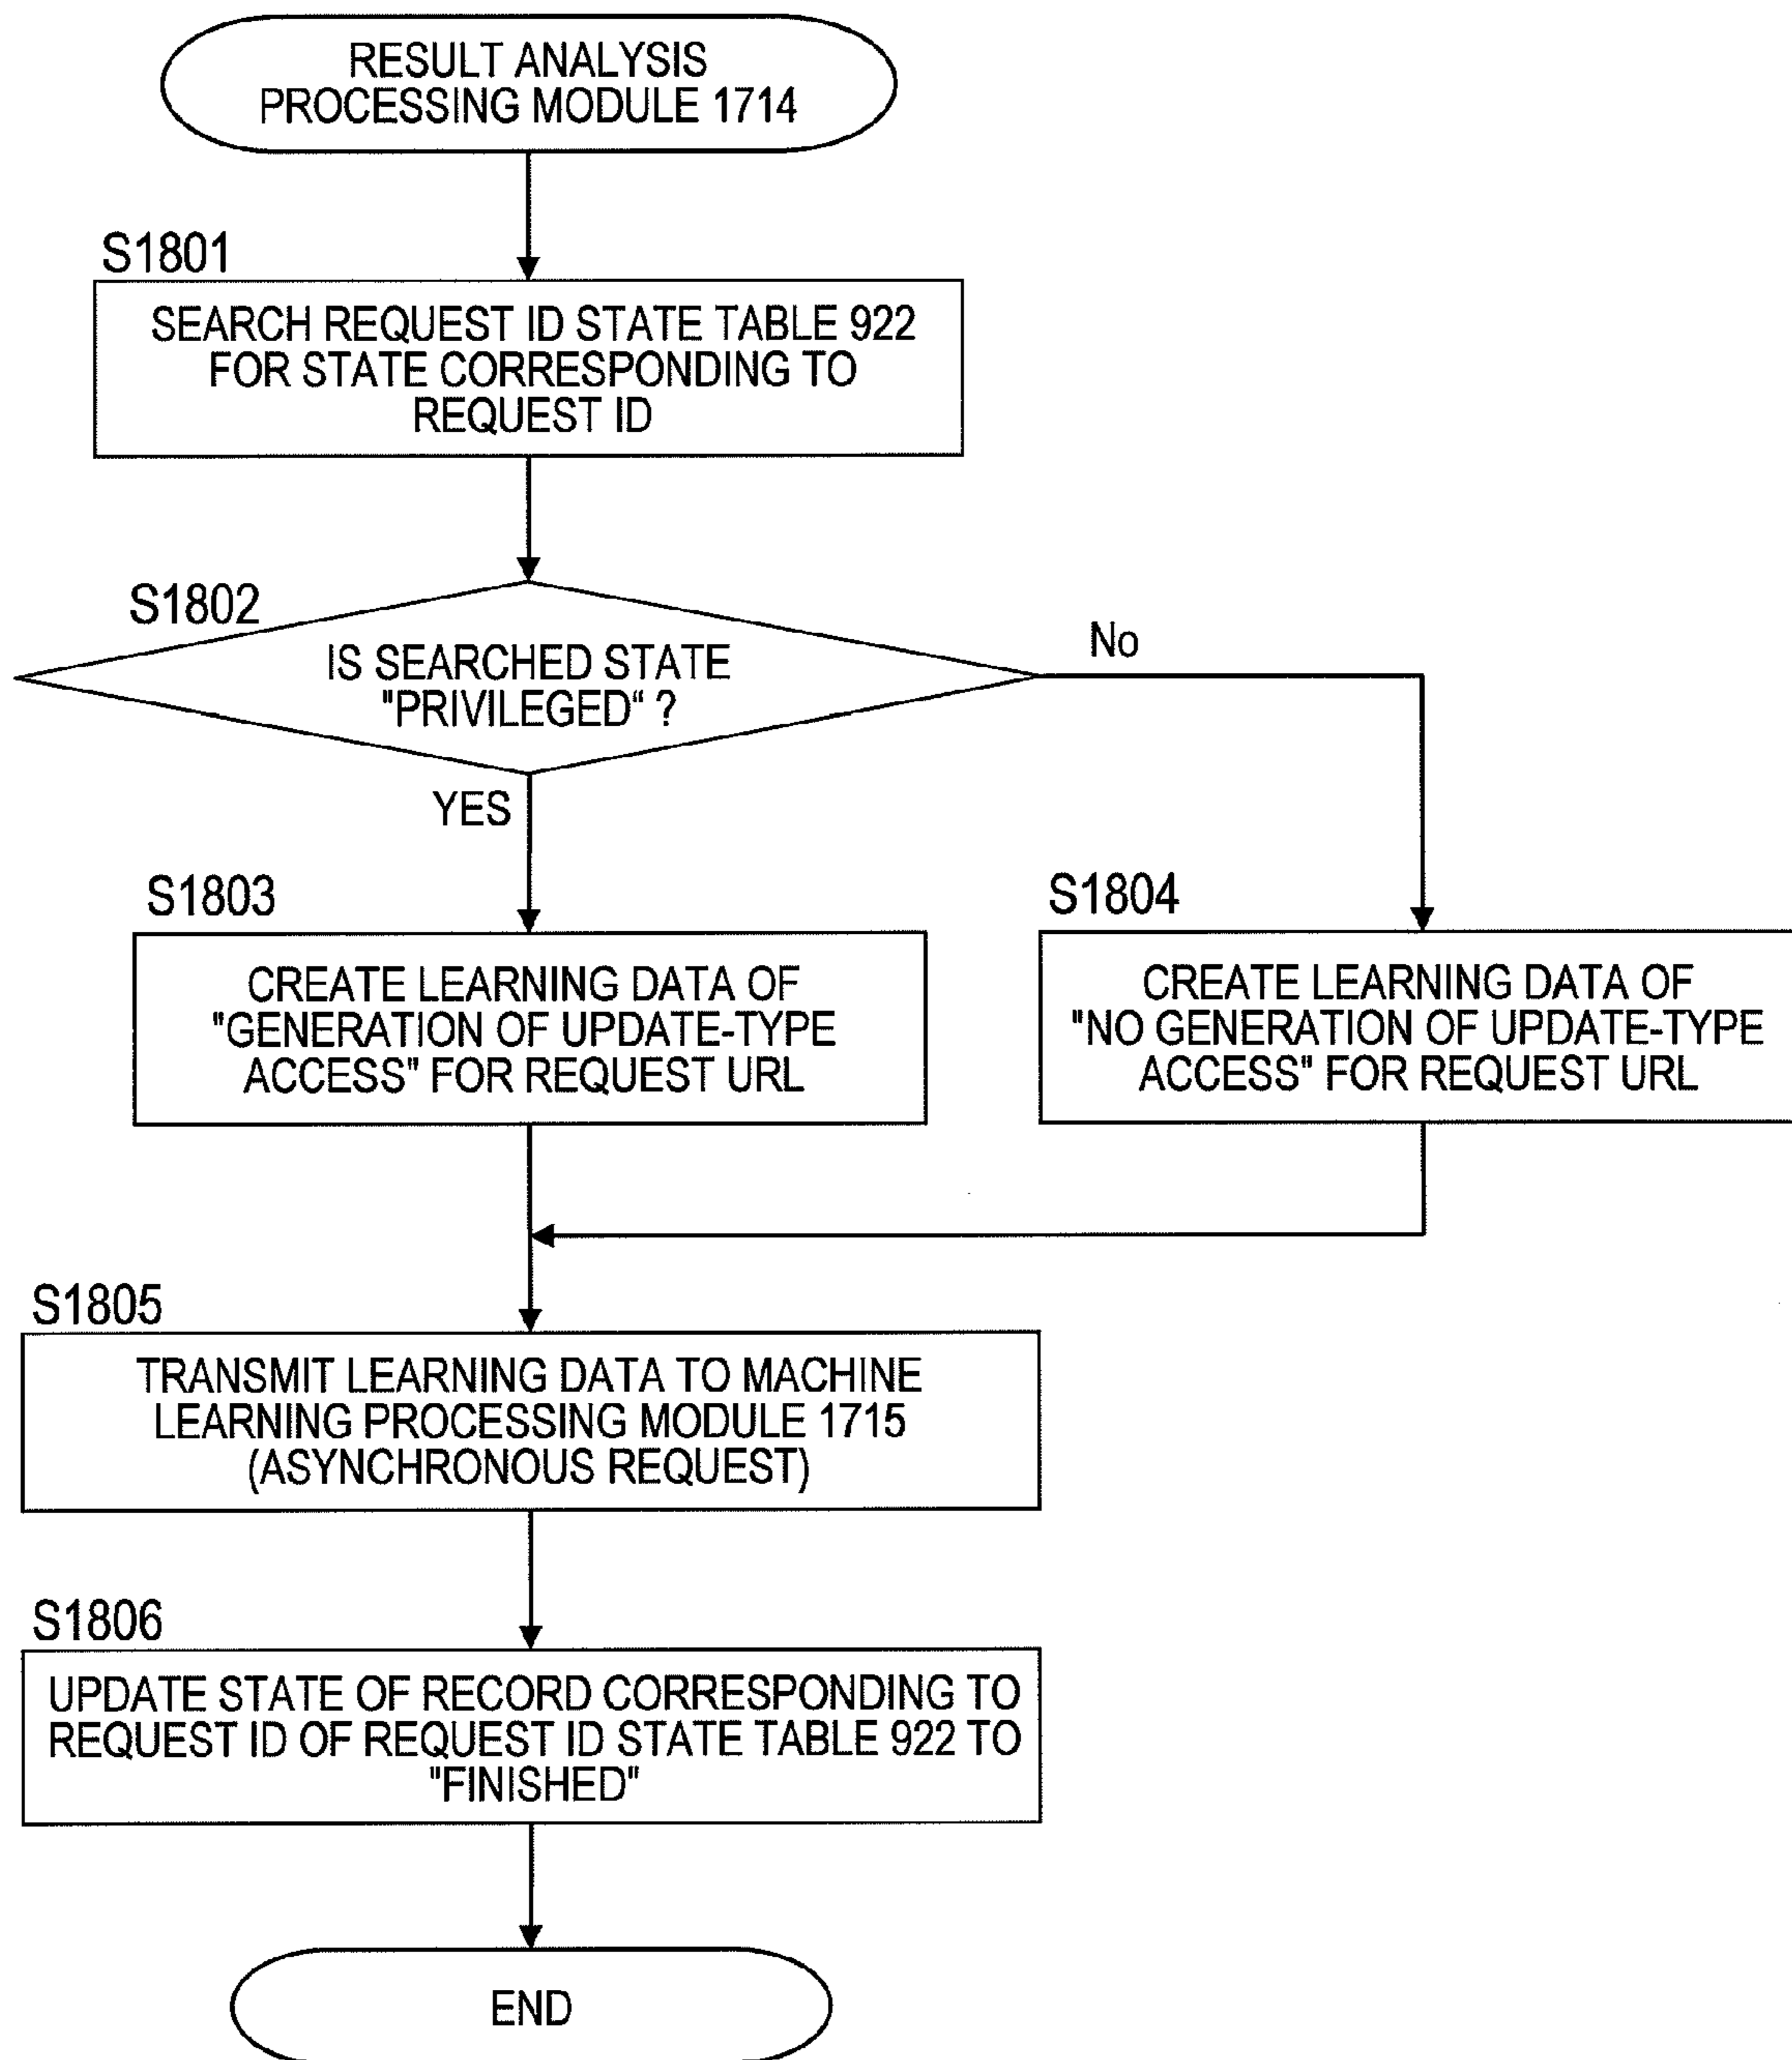 RESULT ANALYSIS
PROCESSING MODULE 1714
S1801
SEARCH REQUEST ID STATE TABLE 922
FOR STATE CORRESPONDING TO
REQUEST ID
S1802
IS SEARCHED STATE
"PRIVILEGED" ?
No
YES
S1803
CREATE LEARNING DATA OF
"GENERATION OF UPDATE-TYPE
ACCESS" FOR REQUEST URL
S1804
CREATE LEARNING DATA OF
"NO GENERATION OF UPDATE-TYPE
ACCESS" FOR REQUEST URL
S1805
TRANSMIT LEARNING DATA TO MACHINE
LEARNING PROCESSING MODULE 1715
(ASYNCHRONOUS REQUEST)
S1806
UPDATE STATE OF RECORD CORRESPONDING TO
REQUEST ID OF REQUEST ID STATE TABLE 922 TO
"FINISHED"
END